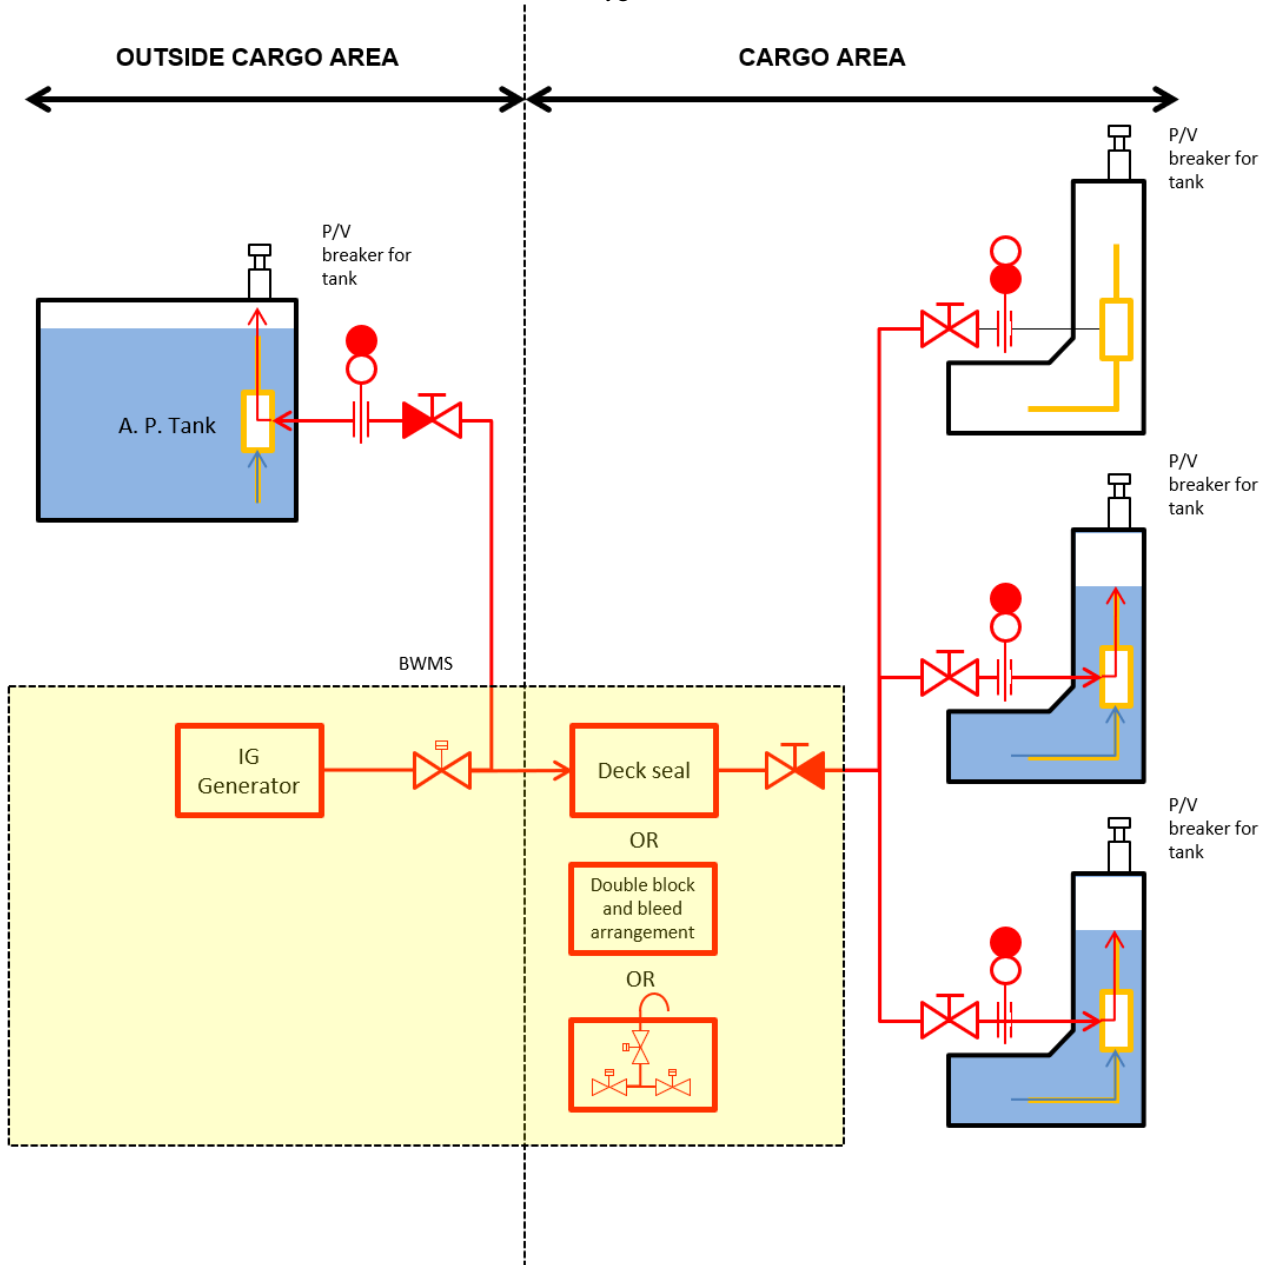 OUTSIDE CARGO AREA
CARGO AREA
P/V
breaker for
tank
P/V
breaker for
tank
A. P. Tank
P/V
breaker for
tank
BWMS
IG
Generator
Deck seal
OR
P/V
breaker for
tank
Double block
and bleed
arrangement
OR